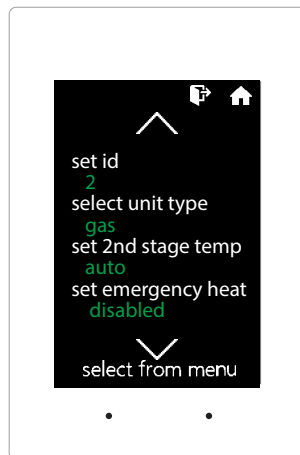 set id
2
select unit type
gas
set 2nd stage temp
auto
set emergency heat
disabled
select from menu